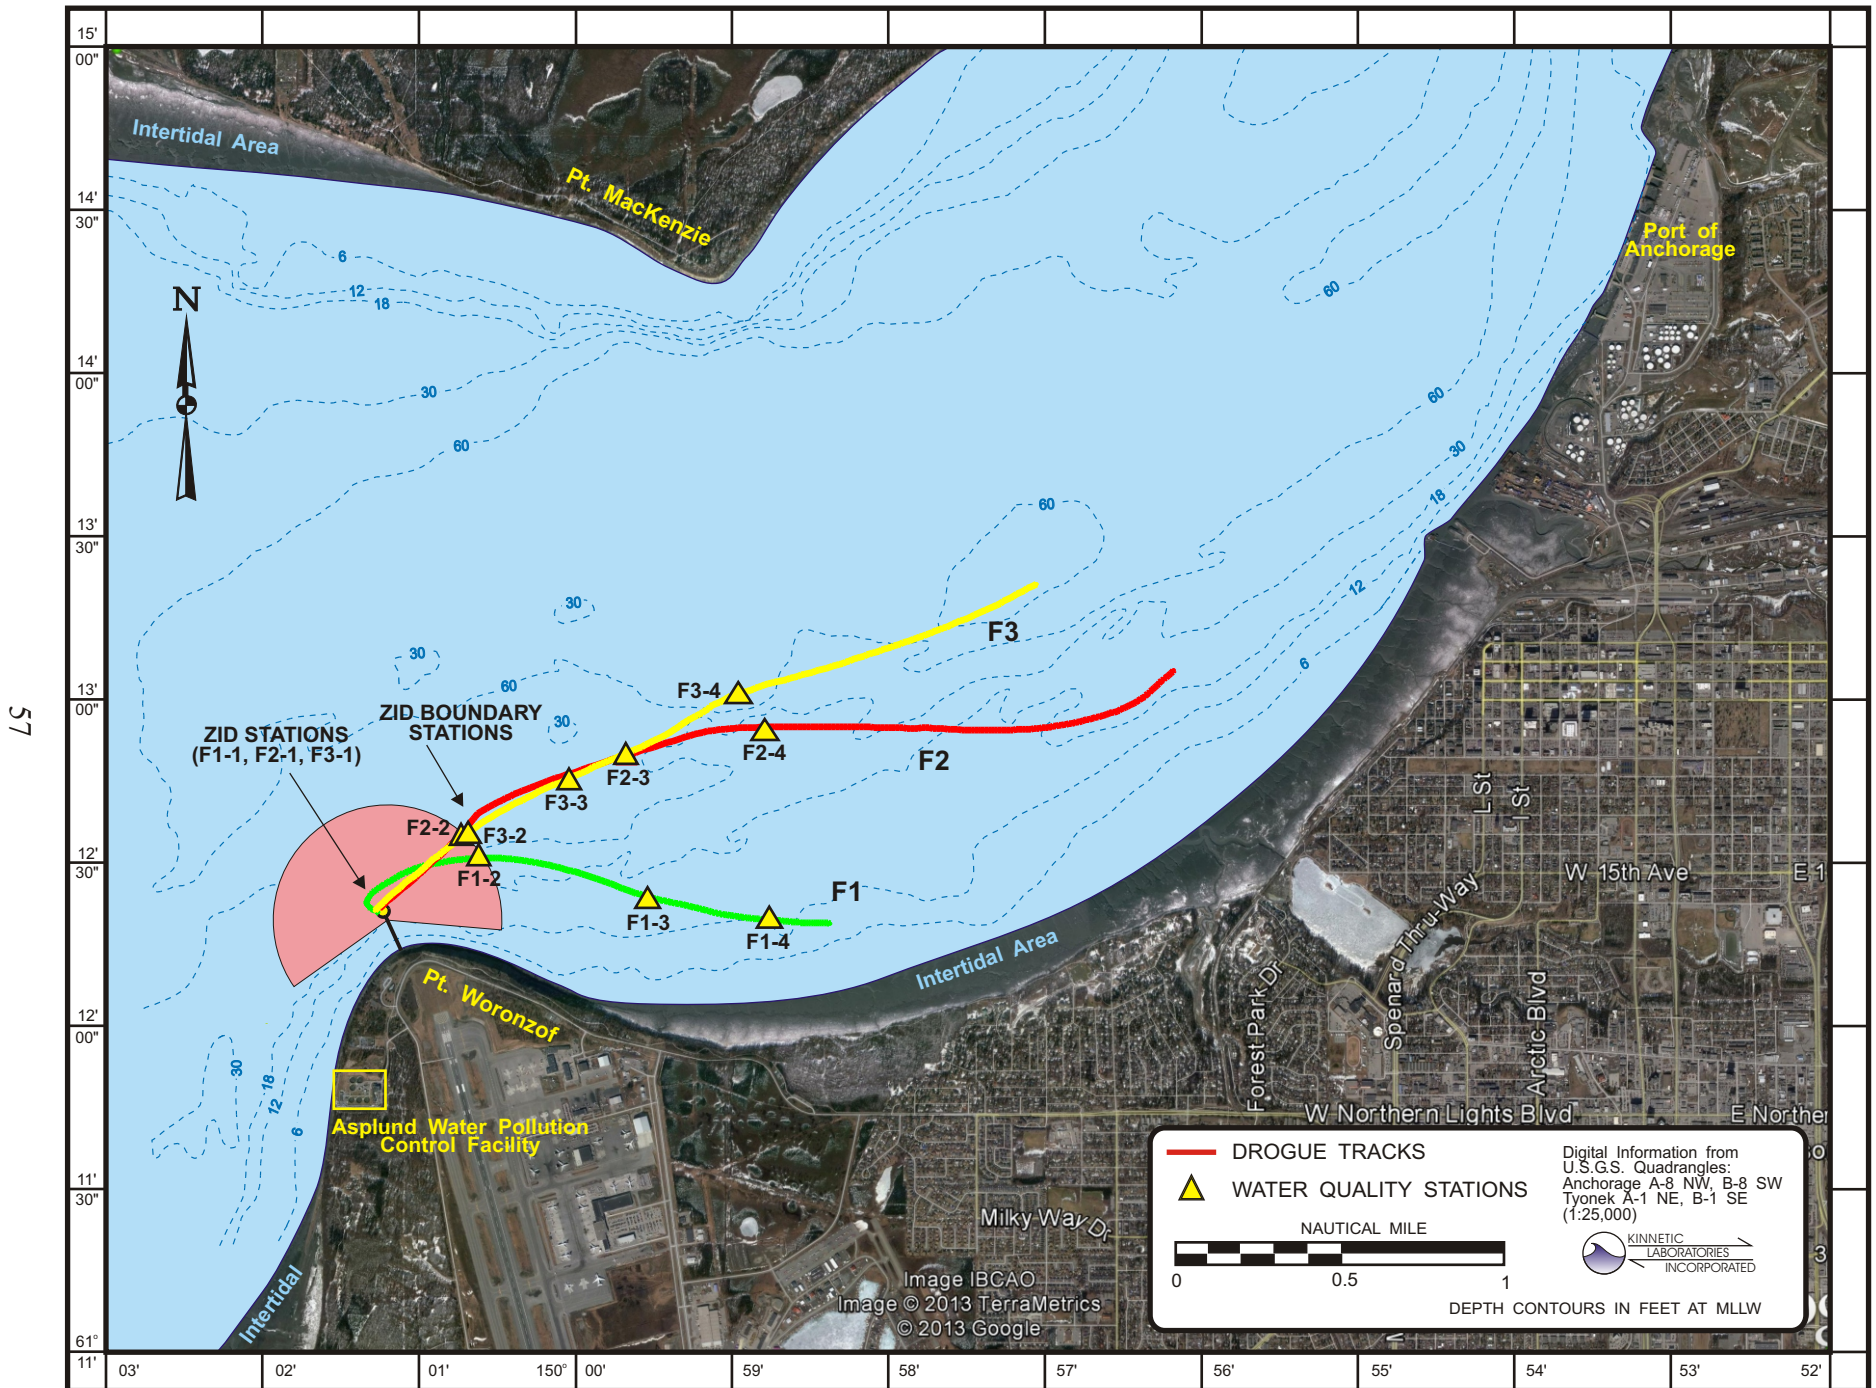 15'
00"
14'
30"
14'
00"
13'
30"
13'
00"
12'
30"
12'
00"
11'
30"
61°
11'
57
Intertidal Area
Pt. MacKenzie
Port of
Anchorage
N
6
12
18
30
60
60
60
30
18
12
6
60
30
30
60
30
F3
F3-4
ZID BOUNDARY
STATIONS
ZID STATIONS
(F1-1, F2-1, F3-1)
F2-4
F2
F2-3
F3-3
F2-2
F3-2
F1-2
F1
F1-3
F1-4
Intertidal Area
Pt. Woronzof
30
18
12
6
Asplund Water Pollution
Control Facility
Intertidal
L St
I St
W 15th Ave
E 1
Spenard Thru-Way
Forest Park Dr
Arctic Blvd
W Northern Lights Blvd
E Norther
Milky Way Dr
Image IBCAO
Image © 2013 TerraMetrics
© 2013 Google
DROGUE TRACKS
WATER QUALITY STATIONS
NAUTICAL MILE
0 0.5 1
Digital Information from
U.S.G.S. Quadrangles:
Anchorage A-8 NW, B-8 SW
Tyonek A-1 NE, B-1 SE
(1:25,000)
KINNETIC
LABORATORIES
INCORPORATED
DEPTH CONTOURS IN FEET AT MLLW
03' 02' 01' 150° 00' 59' 58' 57' 56' 55' 54' 53' 52'